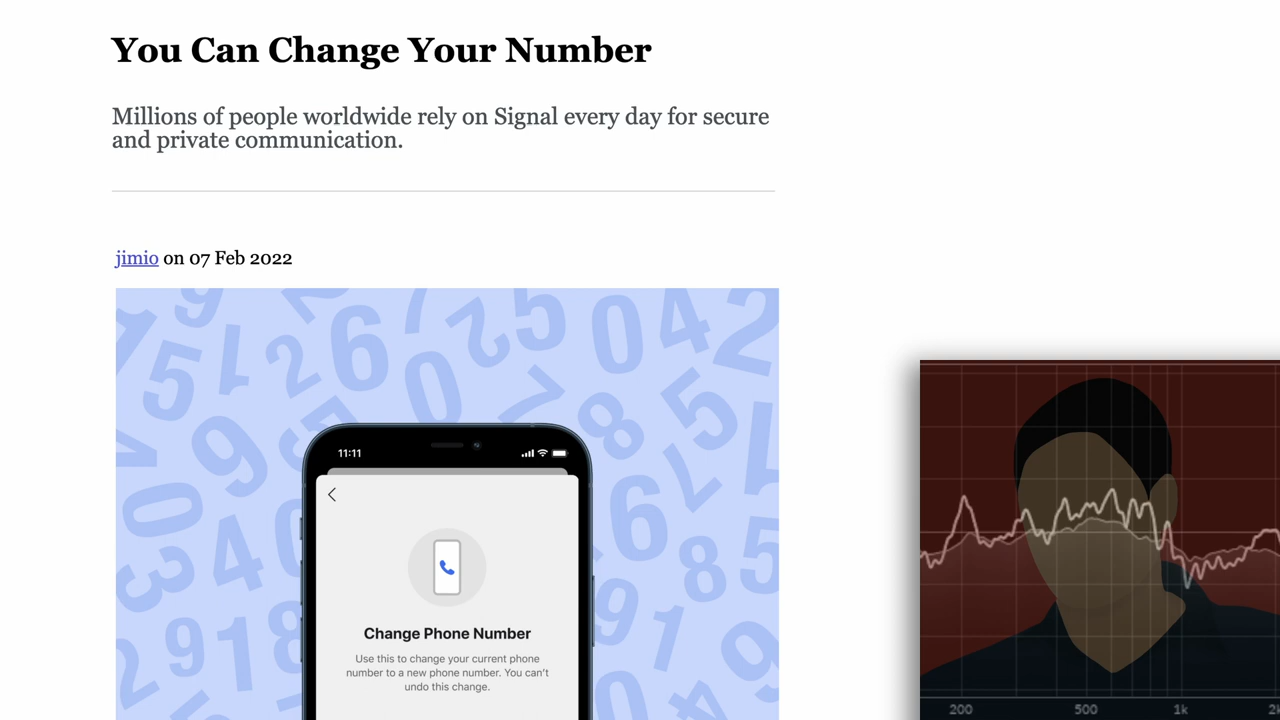 You Can Change Your Number
Millions of people worldwide rely on Signal every day for secure
and private communication.
jimio on 07 Feb 2022
11:11
Change Phone Number
Use this to change your current phone
number to a new phone number. You can't
undo this change.
200 500 1k